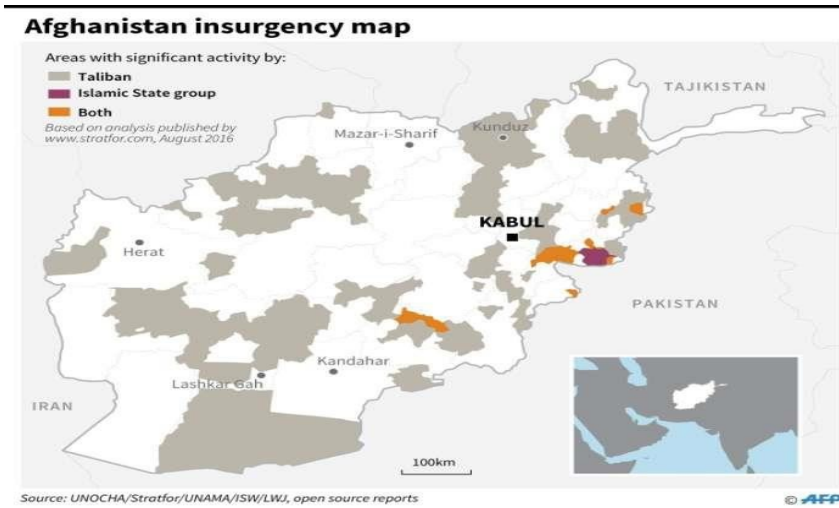 Afghanistan insurgency map
Areas with significant activity by:
Taliban
Islamic State group
Both
Based on analysis published by
www.stratfor.com, August 2016
TAJIKISTAN
Mazar-i-Sharif
Kunduz
KABUL
Herat
PAKISTAN
Kandahar
Lashkar Gah
IRAN
100km
Source: UNOCHA/Stratfor/UNAMA/ISW/LWJ, open source reports
© AFP